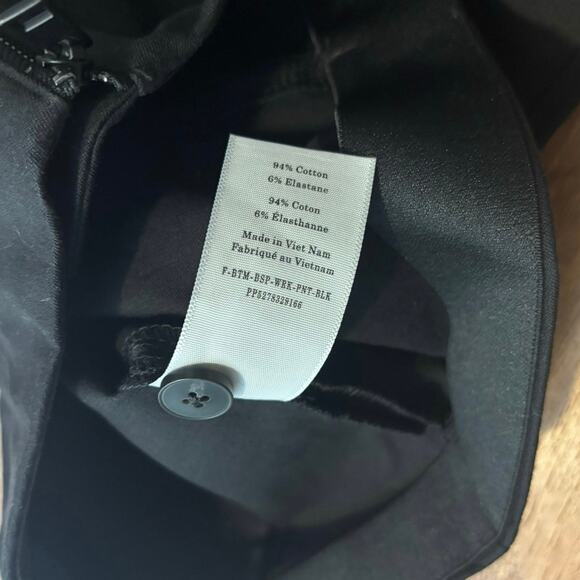 94% Cotton
6% Elastane
94% Coton
6% Élasthanne
Made in Viet Nam
Fabriqué au Vietnam
F-BTM-BSP-WRK-PNT-BLK
PP5278329166